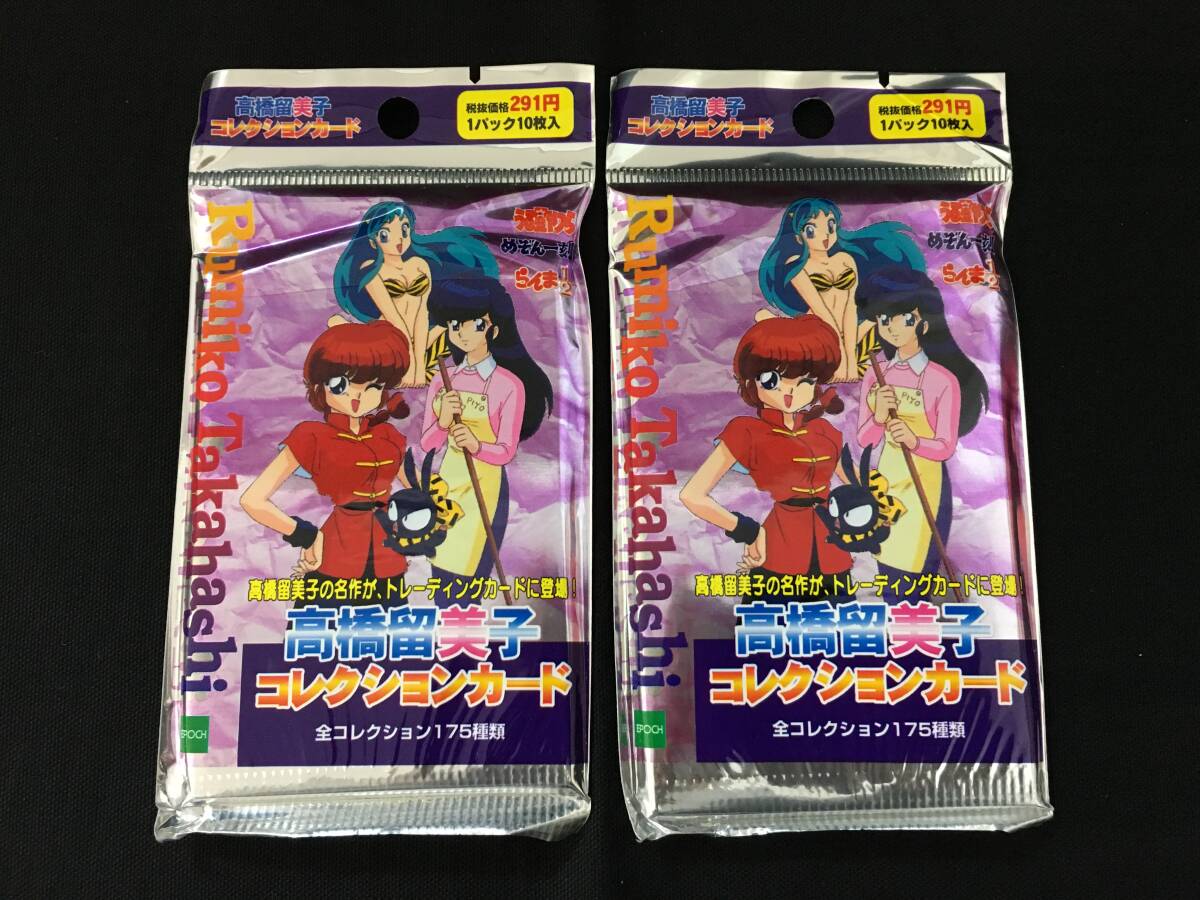 高橋留美子
コレクションカード
税抜価格291円
1パック10枚入
Rumiko Takahashi
うる星やつら
めぞん一刻
らんま1/2
PIYO
高橋留美子の名作が、トレーディングカードに登場!
高橋留美子
コレクションカード
全コレクション175種類
EPOCH
高橋留美子
コレクションカード
税抜価格291円
1パック10枚入
Rumiko Takahashi
うる星やつら
めぞん一刻
らんま1/2
PIYO
高橋留美子の名作が、トレーディングカードに登場!
高橋留美子
コレクションカード
全コレクション175種類
EPOCH